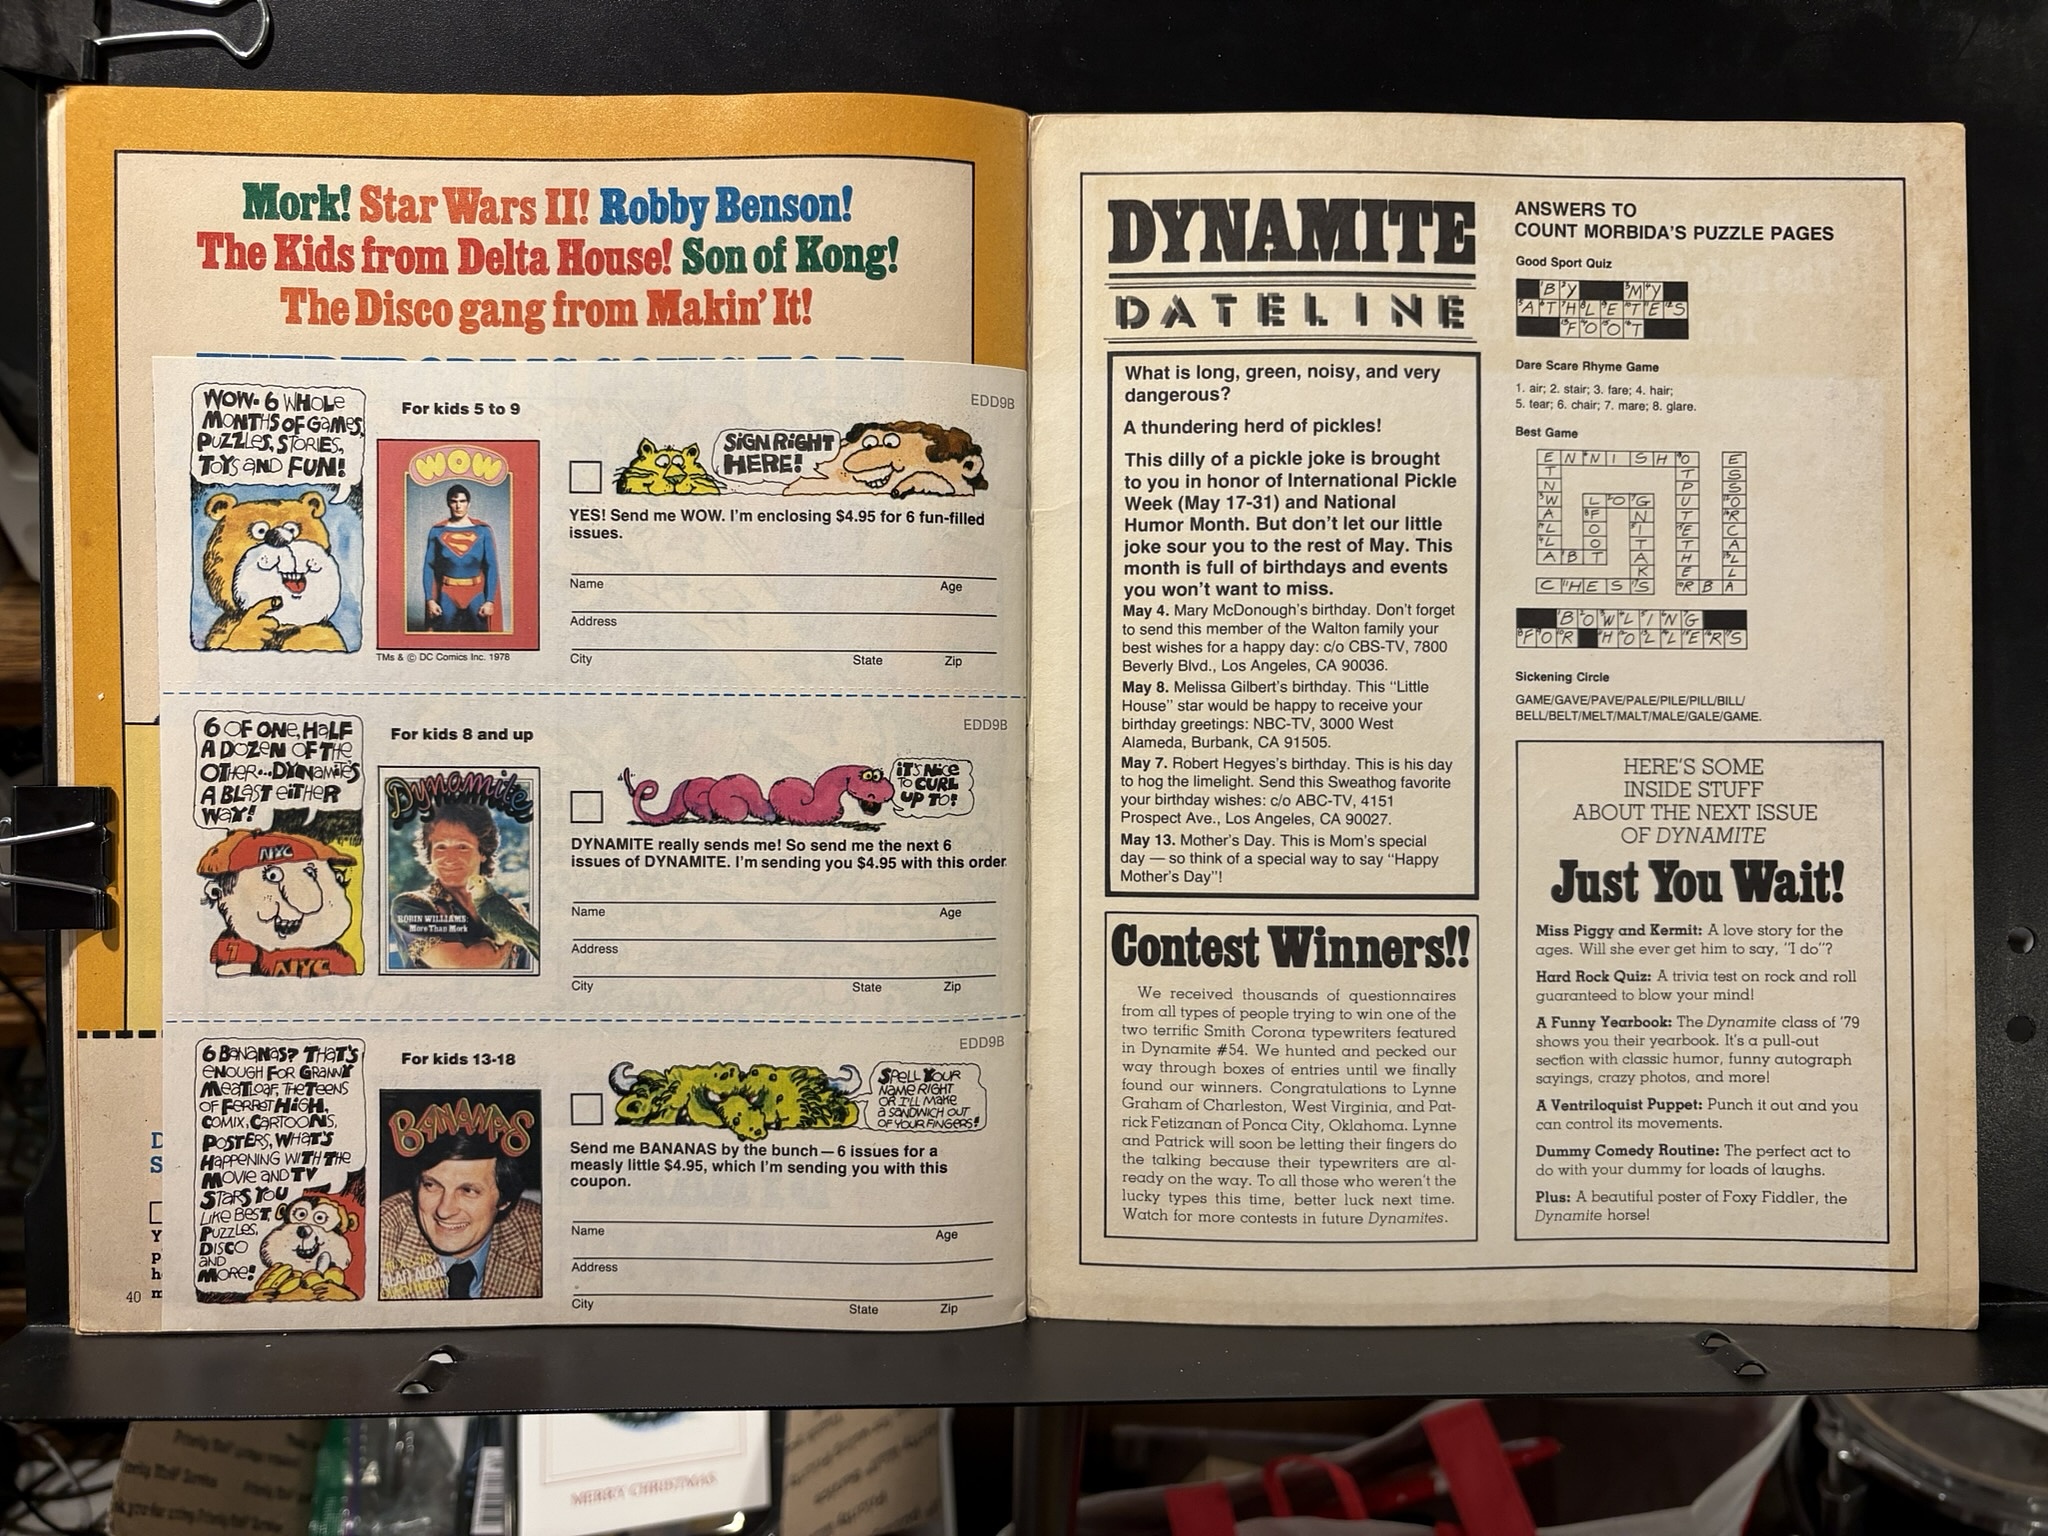 Mork! Star Wars II! Robby Benson!
The Kids from Delta House! Son of Kong!
The Disco gang from Makin' It!
WOW. 6 WHOLE
MONTHS OF GAMES,
PUZZLES, STORIES,
TOYS AND FUN!
For kids 5 to 9
WOW
TMs & © DC Comics Inc. 1978
EDD9B
SIGN RIGHT
HERE!
YES! Send me WOW. I'm enclosing $4.95 for 6 fun-filled
issues.
Name Age
Address
City State Zip
6 OF ONE, HALF
A DOZEN OF THE
OTHER...DYNAMITE'S
A BLAST EITHER
WAY!
NYC
7
NYC
For kids 8 and up
Dynamite
ROBIN WILLIAMS:
More Than Mork
EDD9B
IT'S NICE
TO CURL
UP TO!
DYNAMITE really sends me! So send me the next 6
issues of DYNAMITE. I'm sending you $4.95 with this order.
Name Age
Address
City State Zip
6 BANANAS? THAT'S
ENOUGH FOR GRANNY
MEATLOAF, THE TEENS
OF FERRET HIGH,
COMIX, CARTOONS,
POSTERS, WHAT'S
HAPPENING WITH THE
MOVIE AND TV
STARS YOU
LIKE BEST,
PUZZLES,
DISCO
AND
MORE!
For kids 13-18
BANANAS
ALAN ALDA
EDD9B
SPELL YOUR
NAME RIGHT
OR I'LL MAKE
A SANDWICH OUT
OF YOUR FINGERS!
Send me BANANAS by the bunch — 6 issues for a
measly little $4.95, which I'm sending you with this
coupon.
Name Age
Address
City State Zip
40
DYNAMITE
DATELINE
What is long, green, noisy, and very
dangerous?
A thundering herd of pickles!
This dilly of a pickle joke is brought
to you in honor of International Pickle
Week (May 17-31) and National
Humor Month. But don't let our little
joke sour you to the rest of May. This
month is full of birthdays and events
you won't want to miss.
May 4. Mary McDonough's birthday. Don't forget
to send this member of the Walton family your
best wishes for a happy day: c/o CBS-TV, 7800
Beverly Blvd., Los Angeles, CA 90036.
May 8. Melissa Gilbert's birthday. This "Little
House" star would be happy to receive your
birthday greetings: NBC-TV, 3000 West
Alameda, Burbank, CA 91505.
May 7. Robert Hegyes's birthday. This is his day
to hog the limelight. Send this Sweathog favorite
your birthday wishes: c/o ABC-TV, 4151
Prospect Ave., Los Angeles, CA 90027.
May 13. Mother's Day. This is Mom's special
day — so think of a special way to say "Happy
Mother's Day"!
Contest Winners!!
We received thousands of questionnaires
from all types of people trying to win one of the
two terrific Smith Corona typewriters featured
in Dynamite #54. We hunted and pecked our
way through boxes of entries until we finally
found our winners. Congratulations to Lynne
Graham of Charleston, West Virginia, and Pat-
rick Fetizanan of Ponca City, Oklahoma. Lynne
and Patrick will soon be letting their fingers do
the talking because their typewriters are al-
ready on the way. To all those who weren't the
lucky types this time, better luck next time.
Watch for more contests in future Dynamites.
ANSWERS TO
COUNT MORBIDA'S PUZZLE PAGES
Good Sport Quiz
BY MY
ATHLETES
FOOT
Dare Scare Rhyme Game
1. air; 2. stair; 3. fare; 4. hair;
5. tear; 6. chair; 7. mare; 8. glare.
Best Game
BOWLING
FOR HOLLERS
Sickening Circle
GAME/GAVE/PAVE/PALE/PILE/PILL/BILL/
BELL/BELT/MELT/MALT/MALE/GALE/GAME.
HERE'S SOME
INSIDE STUFF
ABOUT THE NEXT ISSUE
OF DYNAMITE
Just You Wait!
Miss Piggy and Kermit: A love story for the
ages. Will she ever get him to say, "I do"?
Hard Rock Quiz: A trivia test on rock and roll
guaranteed to blow your mind!
A Funny Yearbook: The Dynamite class of '79
shows you their yearbook. It's a pull-out
section with classic humor, funny autograph
sayings, crazy photos, and more!
A Ventriloquist Puppet: Punch it out and you
can control its movements.
Dummy Comedy Routine: The perfect act to
do with your dummy for loads of laughs.
Plus: A beautiful poster of Foxy Fiddler, the
Dynamite horse!
MERRY CHRISTMAS